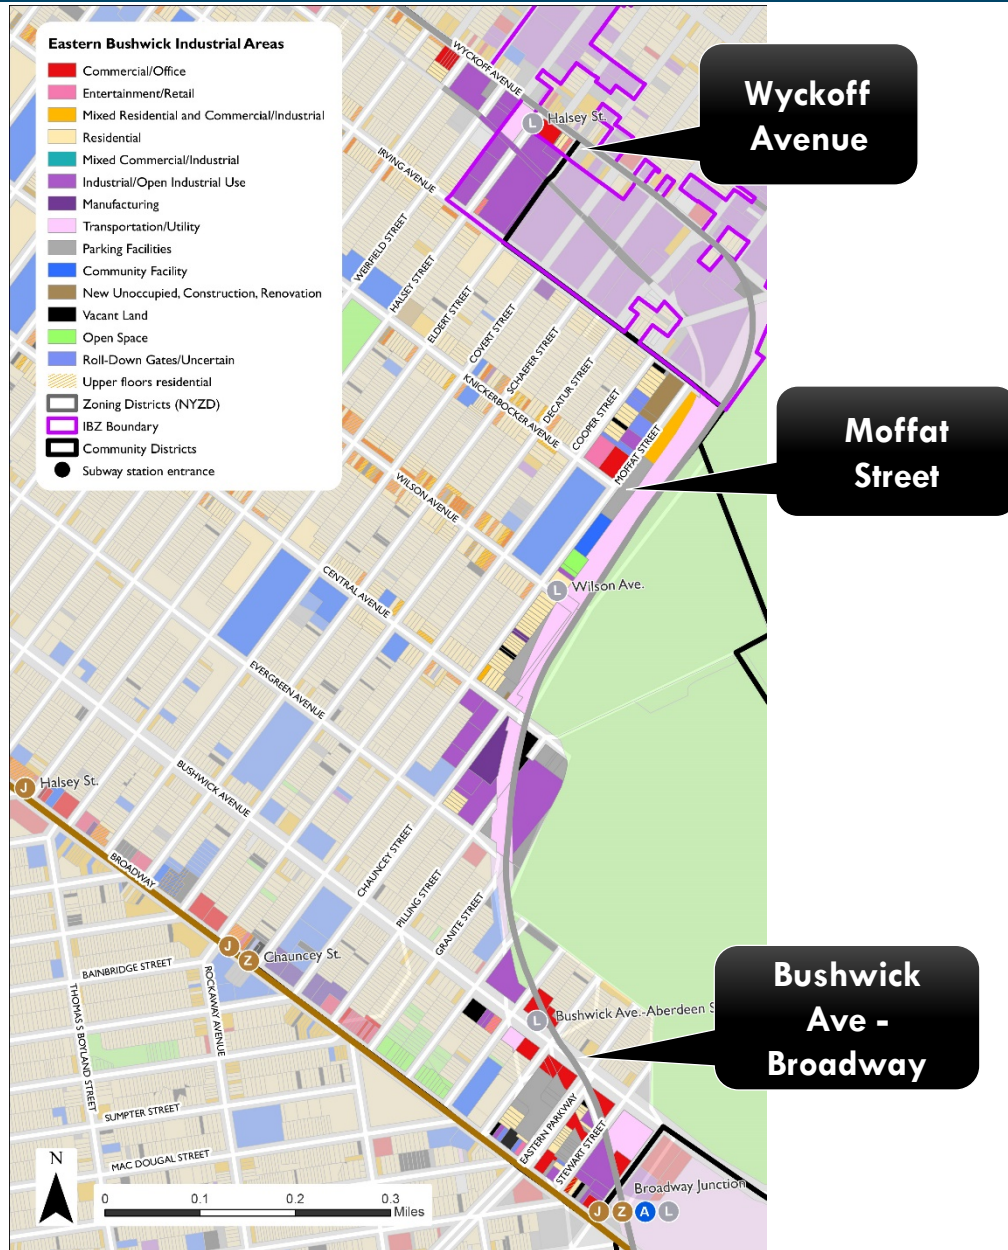 Eastern Bushwick Industrial Areas
Commercial/Office
Entertainment/Retail
Mixed Residential and Commercial/Industrial
Residential
Mixed Commercial/Industrial
Industrial/Open Industrial Use
Manufacturing
Transportation/Utility
Parking Facilities
Community Facility
New Unoccupied, Construction, Renovation
Vacant Land
Open Space
Roll-Down Gates/Uncertain
Upper floors residential
Zoning Districts (NYZD)
IBZ Boundary
Community Districts
Subway station entrance
WYCKOFF AVENUE
L Halsey St.
Wyckoff
Avenue
IRVING AVENUE
WEIRFIELD STREET
HALSEY STREET
ELDERT STREET
COVERT STREET
SCHAEFER STREET
DECATUR STREET
COOPER STREET
MOFFAT STREET
KNICKERBOCKER AVENUE
Moffat
Street
WILSON AVENUE
L Wilson Ave.
CENTRAL AVENUE
EVERGREEN AVENUE
BUSHWICK AVENUE
J Halsey St.
BROADWAY
CHAUNCEY STREET
PILLING STREET
GRANITE STREET
J
Z Chauncey St.
BAINBRIDGE STREET
THOMAS S BOYLAND STREET
ROCKAWAY AVENUE
SUMPTER STREET
MAC DOUGAL STREET
L Bushwick Ave.-Aberdeen S
Bushwick
Ave -
Broadway
EASTERN PARKWAY
STEWART STREET
Broadway Junction
J Z A L
N
0 0.1 0.2 0.3
Miles